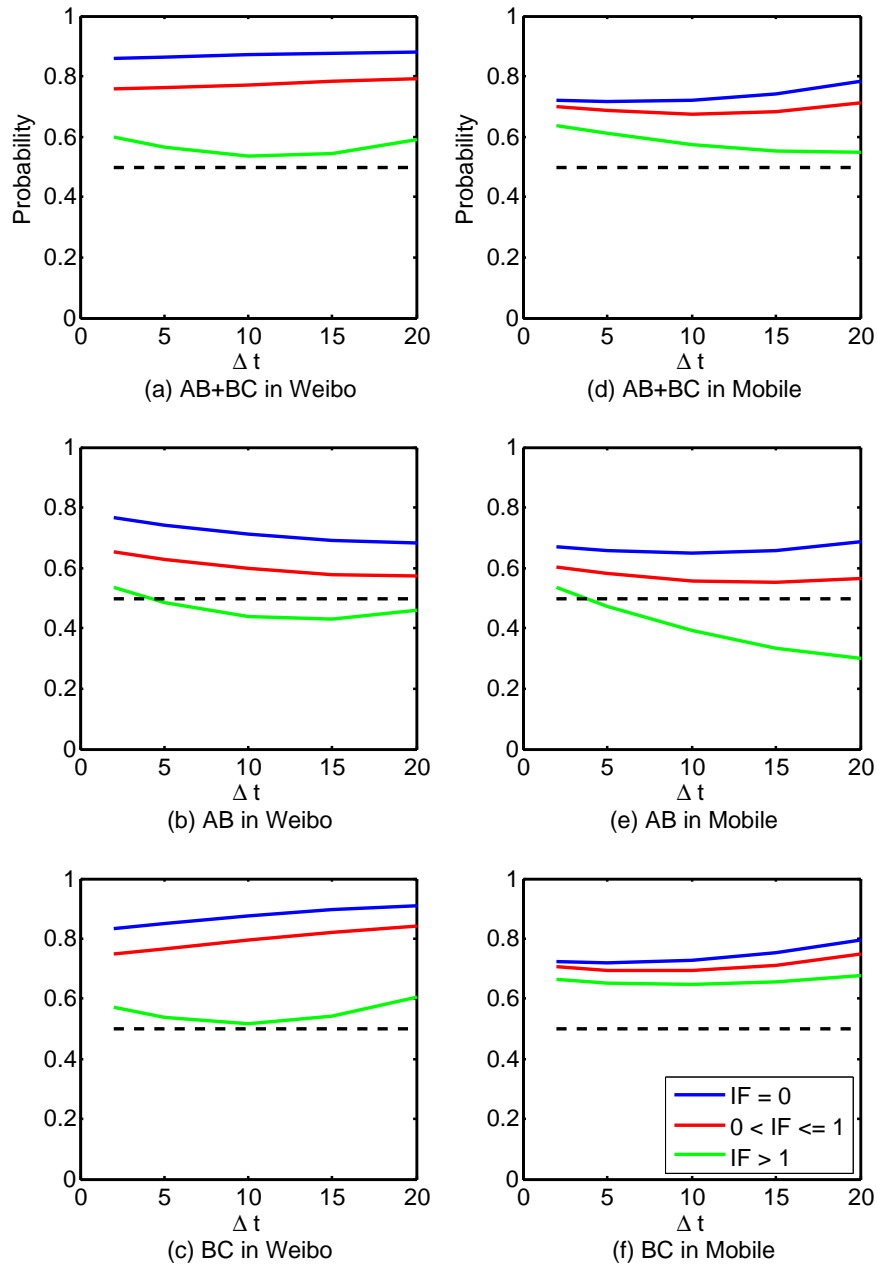 1
0.8
0.6
0.4
0.2
0
Probability
0 5 10 15 20
Δ t
(a) AB+BC in Weibo
1
0.8
0.6
0.4
0.2
0
Probability
0 5 10 15 20
Δ t
(d) AB+BC in Mobile
1
0.8
0.6
0.4
0.2
0
0 5 10 15 20
Δ t
(b) AB in Weibo
1
0.8
0.6
0.4
0.2
0
0 5 10 15 20
Δ t
(e) AB in Mobile
1
0.8
0.6
0.4
0.2
0
0 5 10 15 20
Δ t
(c) BC in Weibo
1
0.8
0.6
0.4
0.2
0
IF = 0
0 < IF <= 1
IF > 1
0 5 10 15 20
Δ t
(f) BC in Mobile